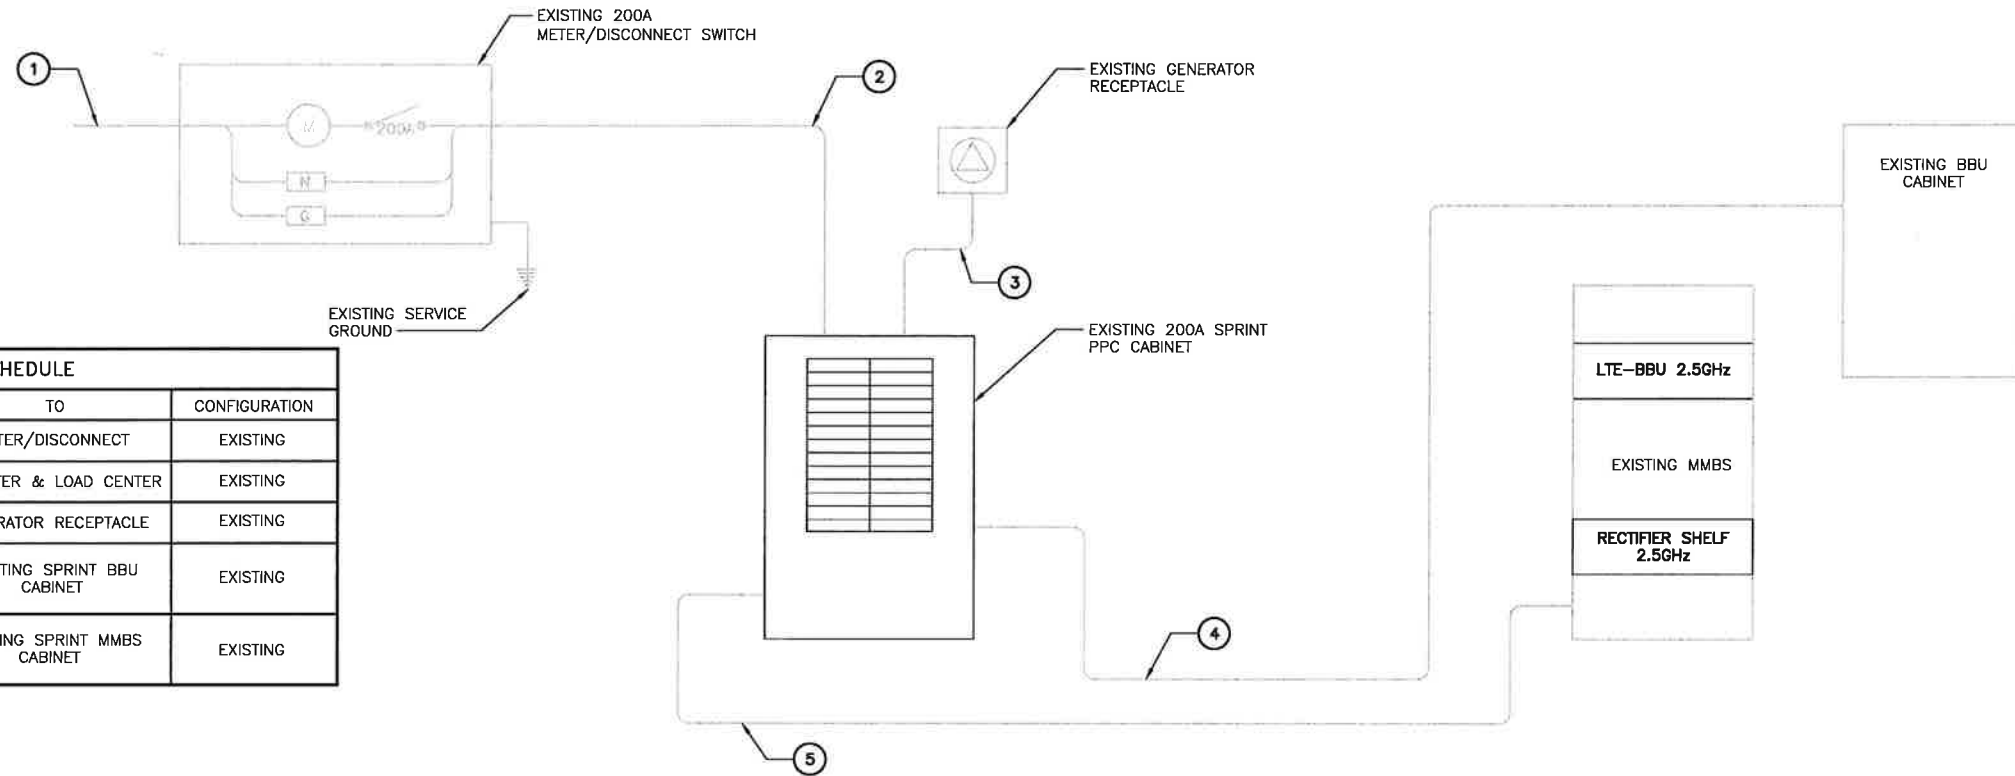 EXISTING 200A
METER/DISCONNECT SWITCH
1
2
EXISTING GENERATOR
RECEPTACLE
M
200A
N
G
EXISTING BBU
CABINET
3
EXISTING SERVICE
GROUND
EXISTING 200A SPRINT
PPC CABINET
LTE-BBU 2.5GHz
EXISTING MMBS
RECTIFIER SHELF
2.5GHz
4
5
HEDULE
TO CONFIGURATION
TER/DISCONNECT EXISTING
TER & LOAD CENTER EXISTING
RATOR RECEPTACLE EXISTING
TING SPRINT BBU
CABINET EXISTING
ING SPRINT MMBS
CABINET EXISTING